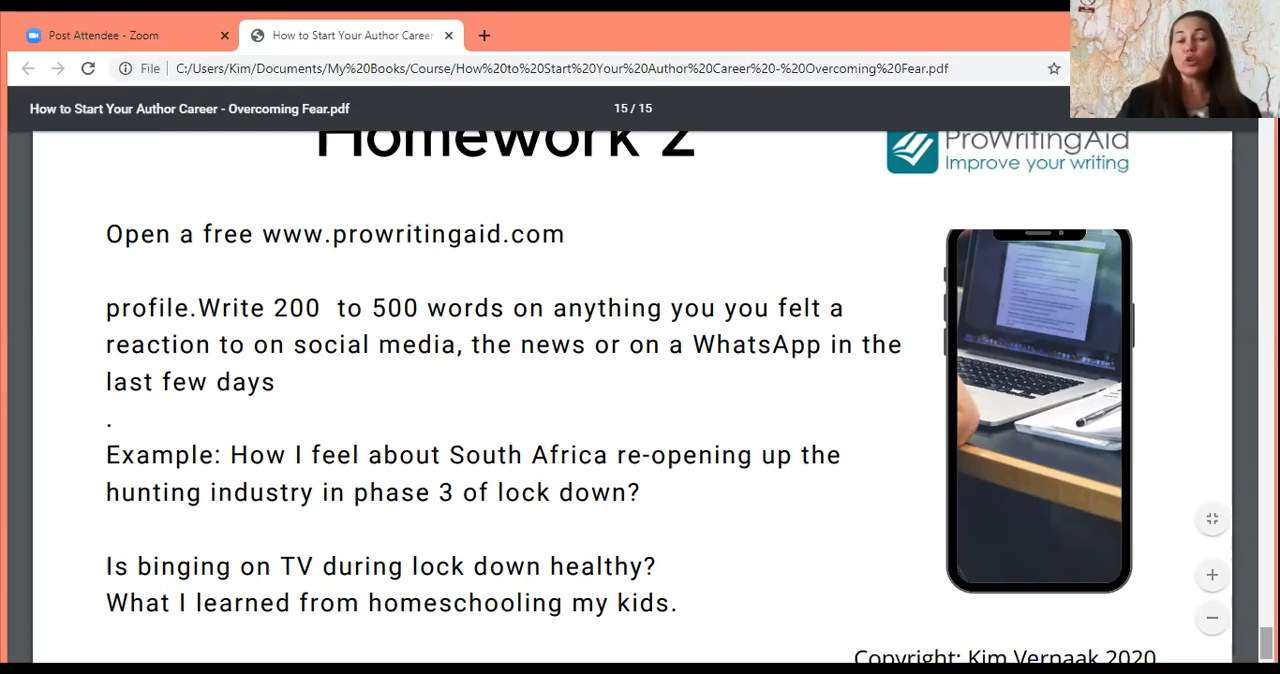 Post Attendee - Zoom
How to Start Your Author Career
File
C:/Users/Kim/Documents/My%20Books/Course/How%20to%20Start%20Your%20Author%20Career%20-%20Overcoming%20Fear.pdf
How to Start Your Author Career - Overcoming Fear.pdf
15 / 15
Homework 2
ProWritingAid
Improve your writing
Open a free www.prowritingaid.com
profile.Write 200 to 500 words on anything you you felt a
reaction to on social media, the news or on a WhatsApp in the
last few days
.
Example: How I feel about South Africa re-opening up the
hunting industry in phase 3 of lock down?
Is binging on TV during lock down healthy?
What I learned from homeschooling my kids.
Copyright: Kim Vernaak 2020